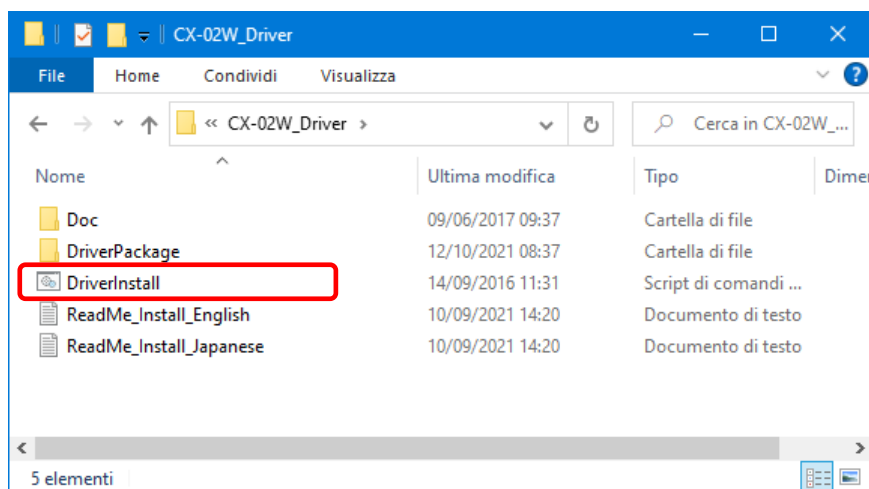 CX-02W_Driver
File Home Condividi Visualizza
« CX-02W_Driver › Cerca in CX-02W_...
Nome Ultima modifica Tipo Dimer
Doc 09/06/2017 09:37 Cartella di file
DriverPackage 12/10/2021 08:37 Cartella di file
DriverInstall 14/09/2016 11:31 Script di comandi ...
ReadMe_Install_English 10/09/2021 14:20 Documento di testo
ReadMe_Install_Japanese 10/09/2021 14:20 Documento di testo
5 elementi